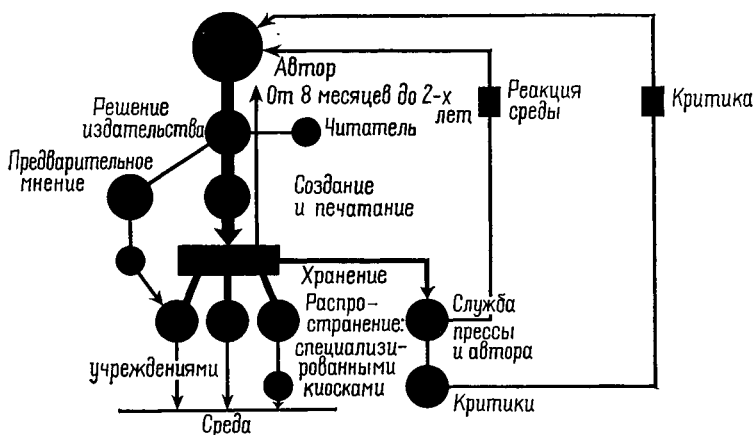 Автор
От 8 месяцев до 2-х
лет
Реакция
среды
Критика
Решение
издательства
Читатель
Предварительное
мнение
Создание
и печатание
Хранение
Распро-
странение:
специализи-
рованными
киосками
Служба
прессы
и автора
учреждениями
Критики
Среда